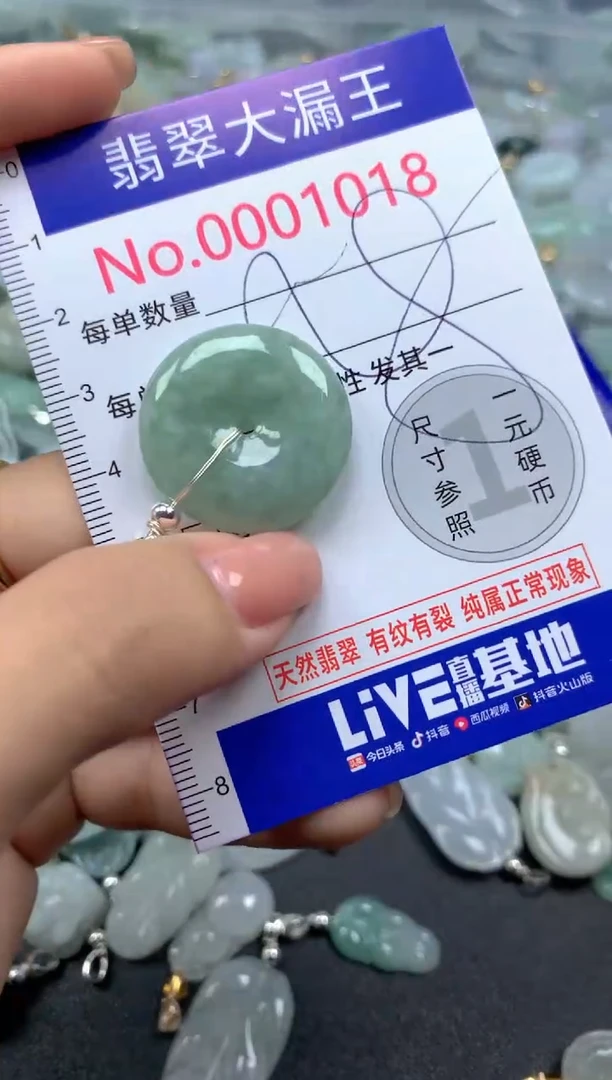 翡翠大漏王
No.0001018
每单数量
每
性发其一
一元硬币
尺寸参照
1
天然翡翠 有纹有裂 纯属正常现象
LiVE直播基地
头条 今日头条 抖音 西瓜视频 抖音火山版
0
1
2
3
4
7
8